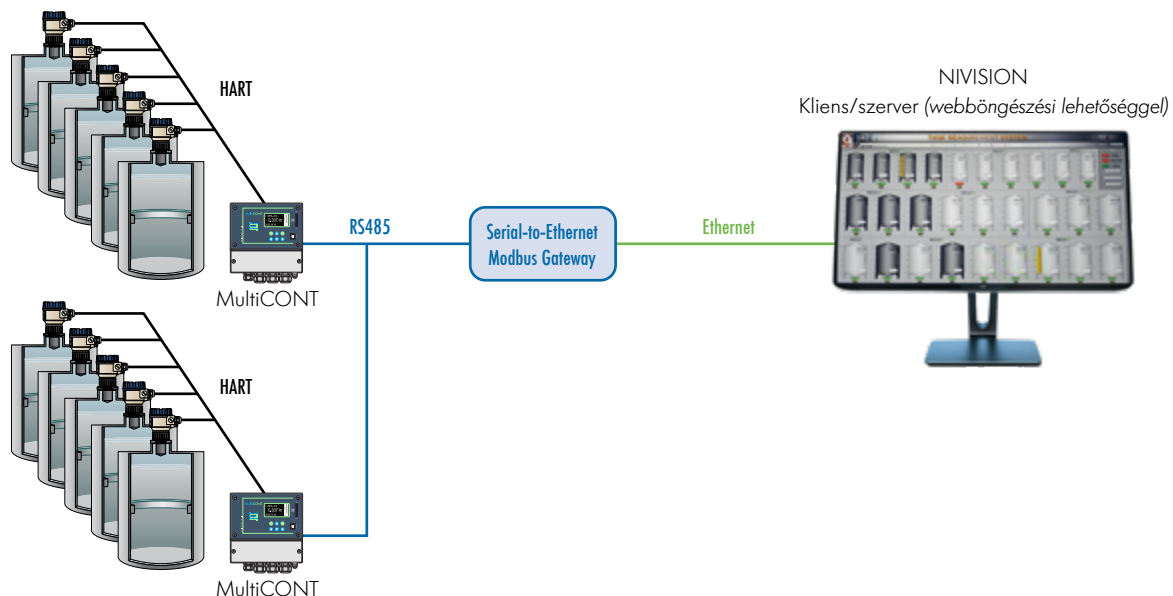 HART
NIVISION
Kliens/szerver (webböngészési lehetőséggel)
RS485
Serial-to-Ethernet
Modbus Gateway
Ethernet
MultiCONT
HART
MultiCONT